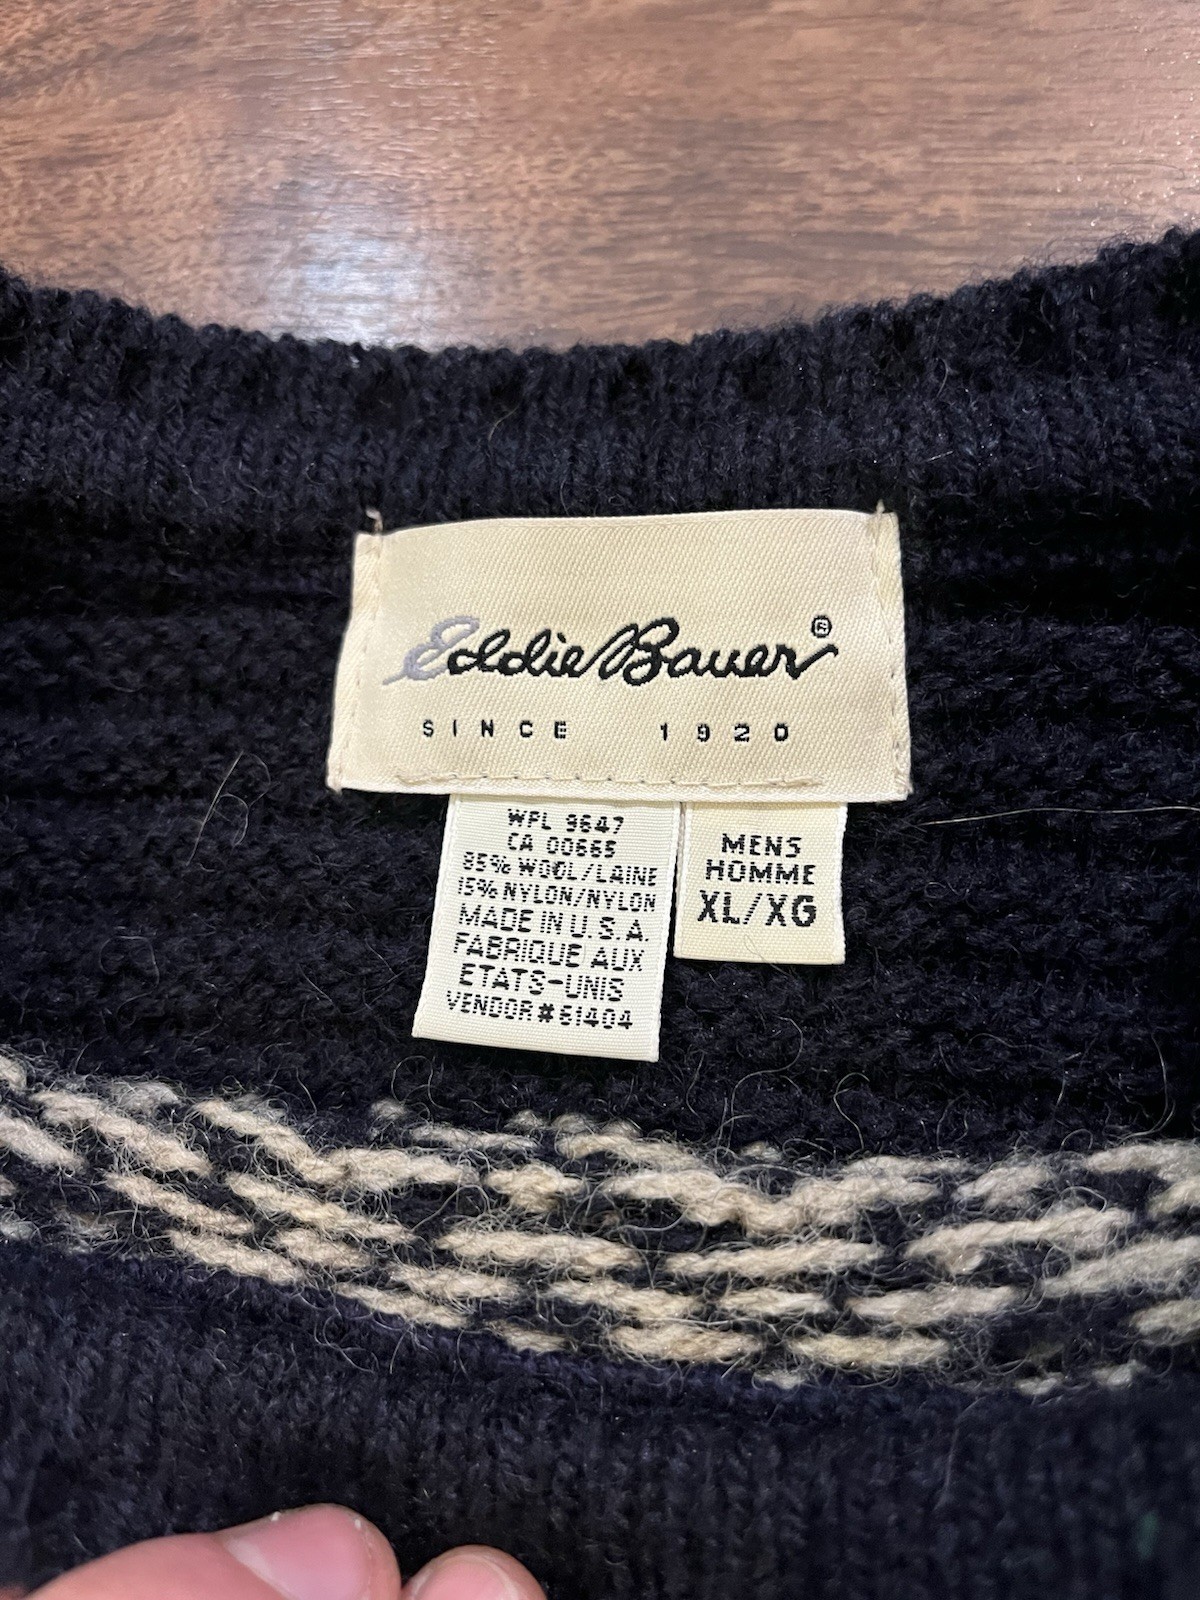 Eddie Bauer®
SINCE 1920
WPL 9647
CA 00665
85% WOOL/LAINE
15% NYLON/NYLON
MADE IN U.S.A.
FABRIQUE AUX
ETATS-UNIS
VENDOR #61404
MENS
HOMME
XL/XG